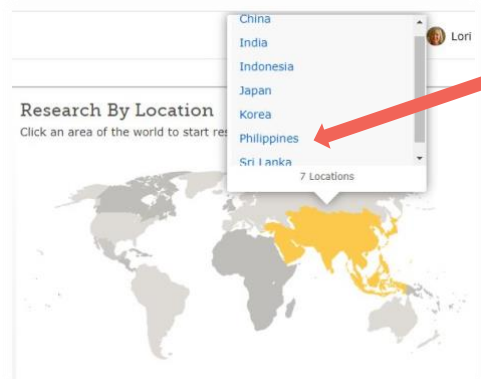 China
India
Indonesia
Japan
Korea
Philippines
Sri Lanka
7 Locations
Lori
Research By Location
Click an area of the world to start res